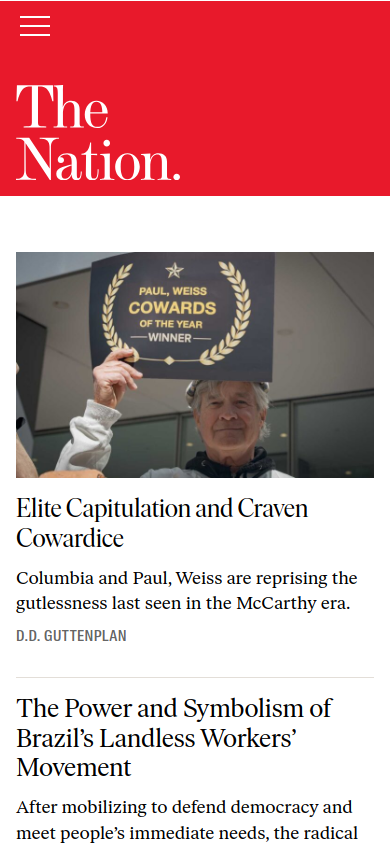 The
Nation.
PAUL, WEISS
COWARDS
OF THE YEAR
WINNER
Elite Capitulation and Craven
Cowardice
Columbia and Paul, Weiss are reprising the
gutlessness last seen in the McCarthy era.
D.D. GUTTENPLAN
The Power and Symbolism of
Brazil’s Landless Workers’
Movement
After mobilizing to defend democracy and
meet people’s immediate needs, the radical